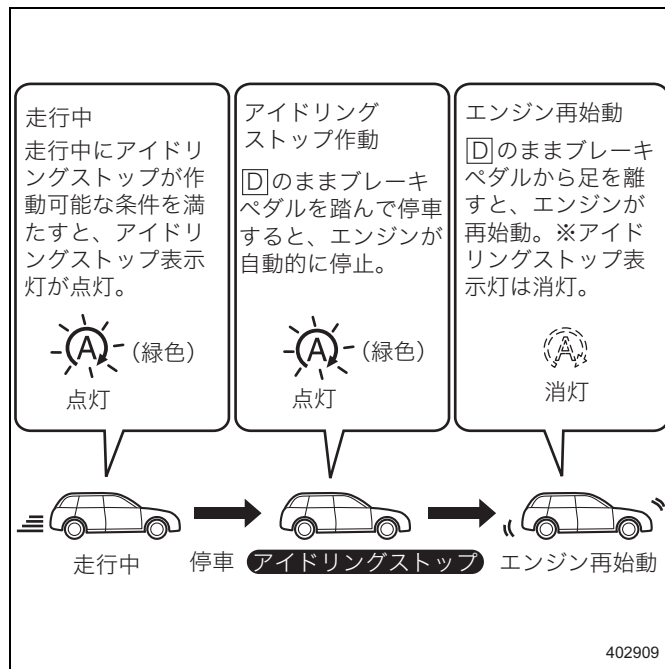 走行中
走行中にアイドリ
ングストップが作
動可能な条件を満
たすと、アイドリ
ングストップ表示
灯が点灯。
A（緑色）
点灯
アイドリング
ストップ作動
Dのままブレーキ
ペダルを踏んで停車
すると、エンジンが
自動的に停止。
A（緑色）
点灯
エンジン再始動
Dのままブレーキ
ペダルから足を離
すと、エンジンが
再始動。※アイド
リングストップ表
示灯は消灯。
A
消灯
走行中 停車 アイドリングストップ エンジン再始動
402909